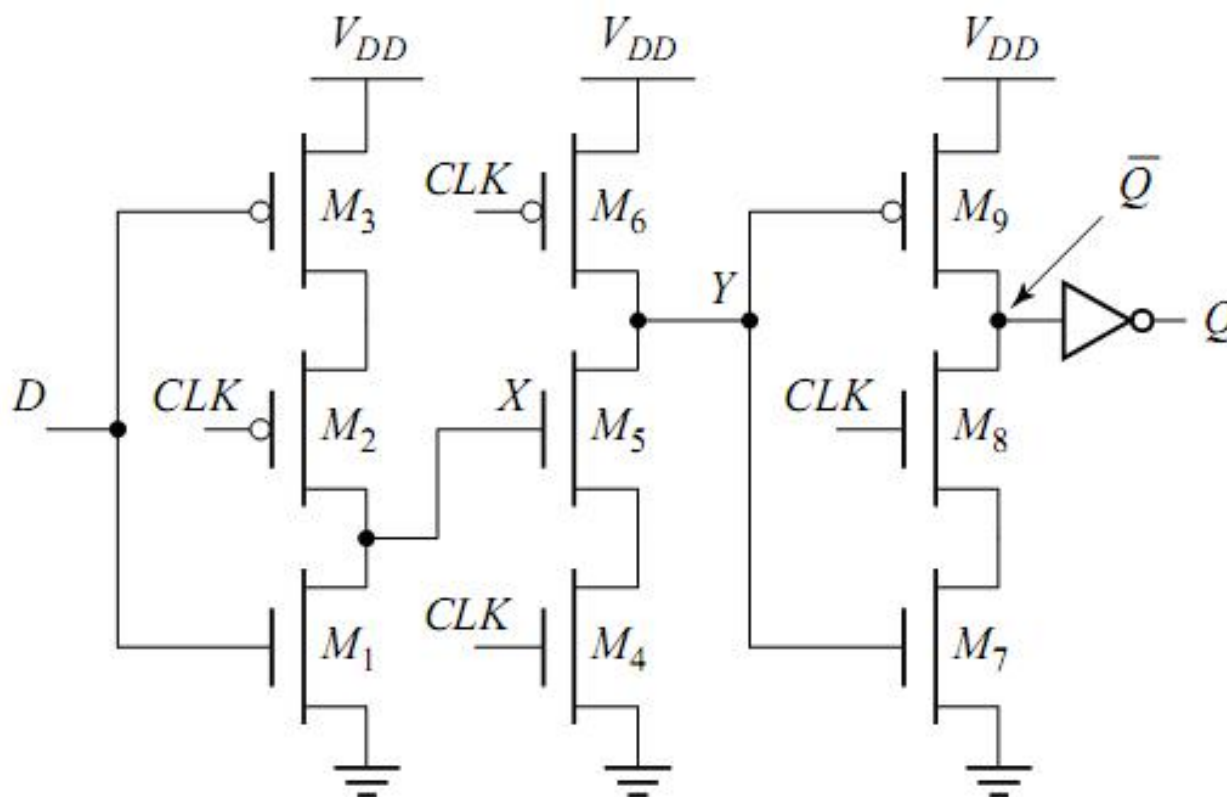 V_DD V_DD V_DD
CLK M_3 M_6 M_9 Q̅
Y Q
D CLK M_2 X M_5 CLK M_8
CLK M_1 M_4 M_7